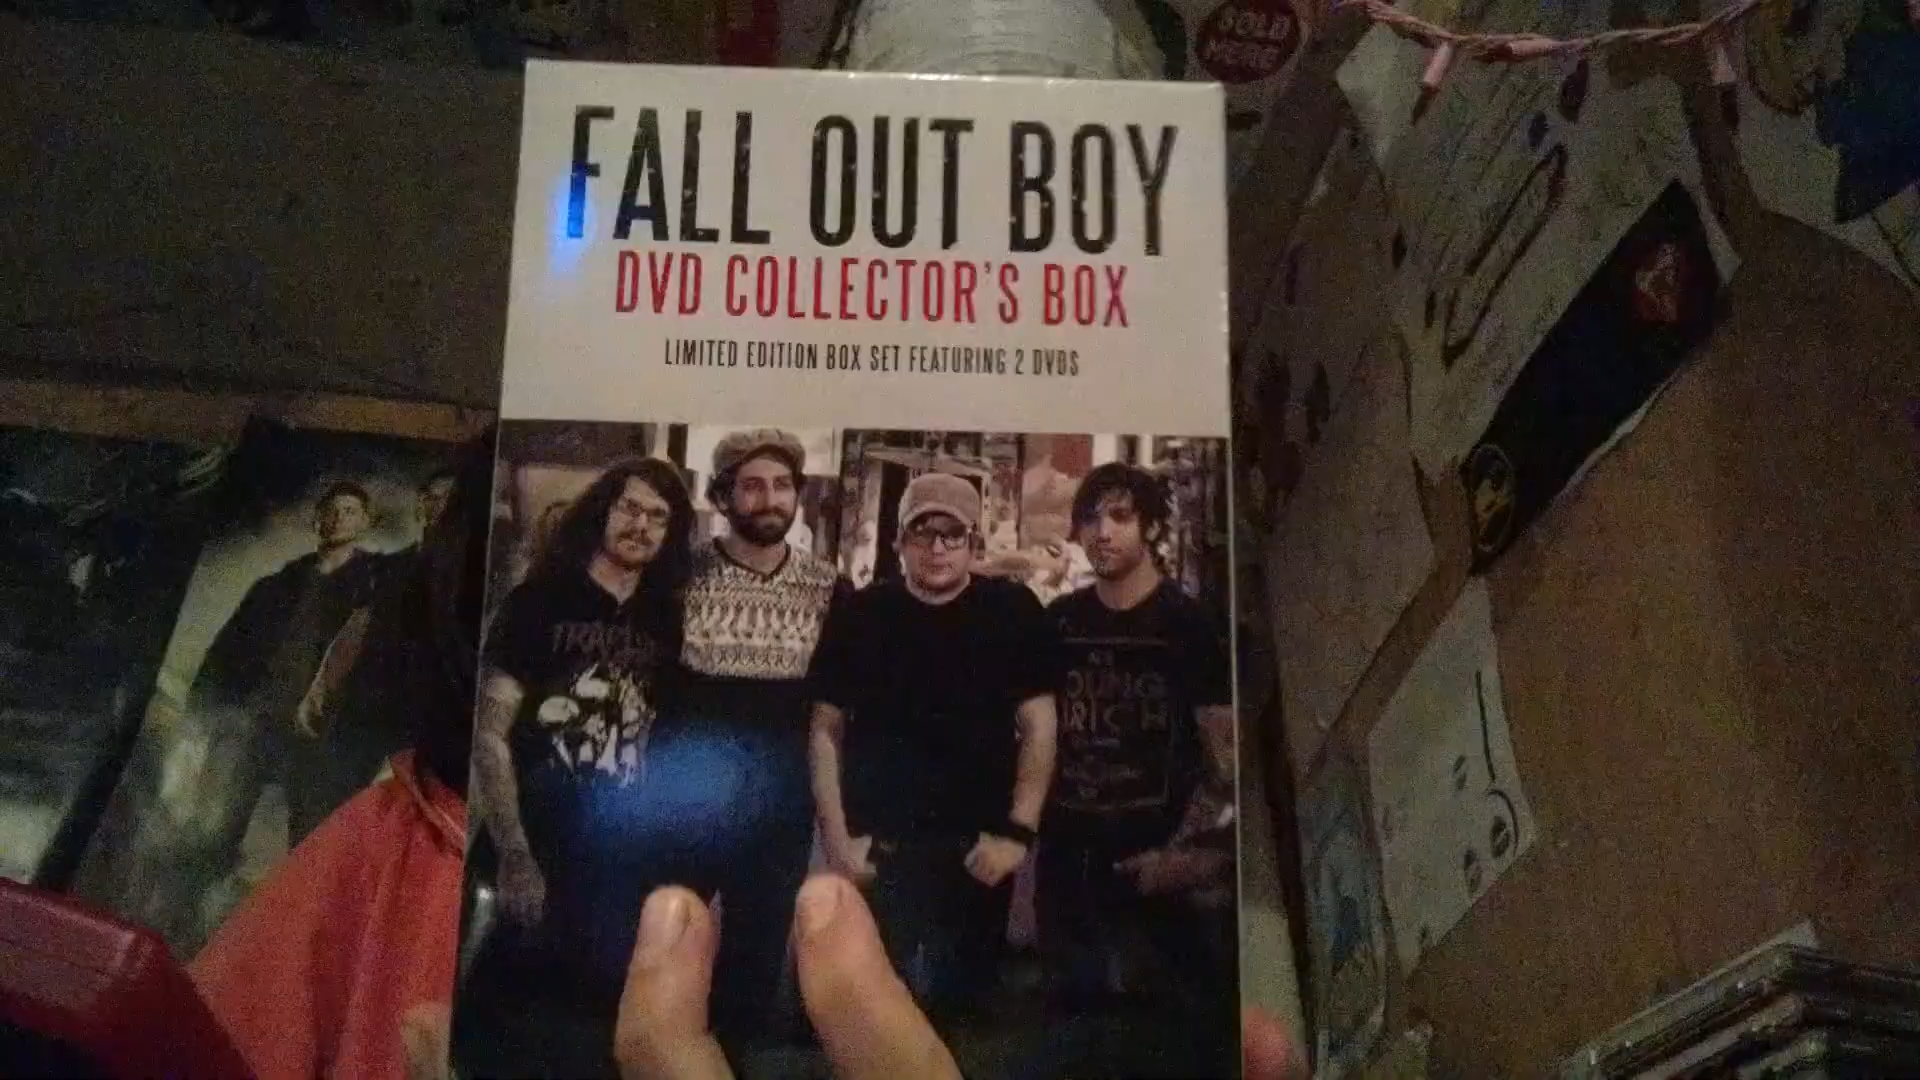 FALL OUT BOY
DVD COLLECTOR'S BOX
LIMITED EDITION BOX SET FEATURING 2 DVDS